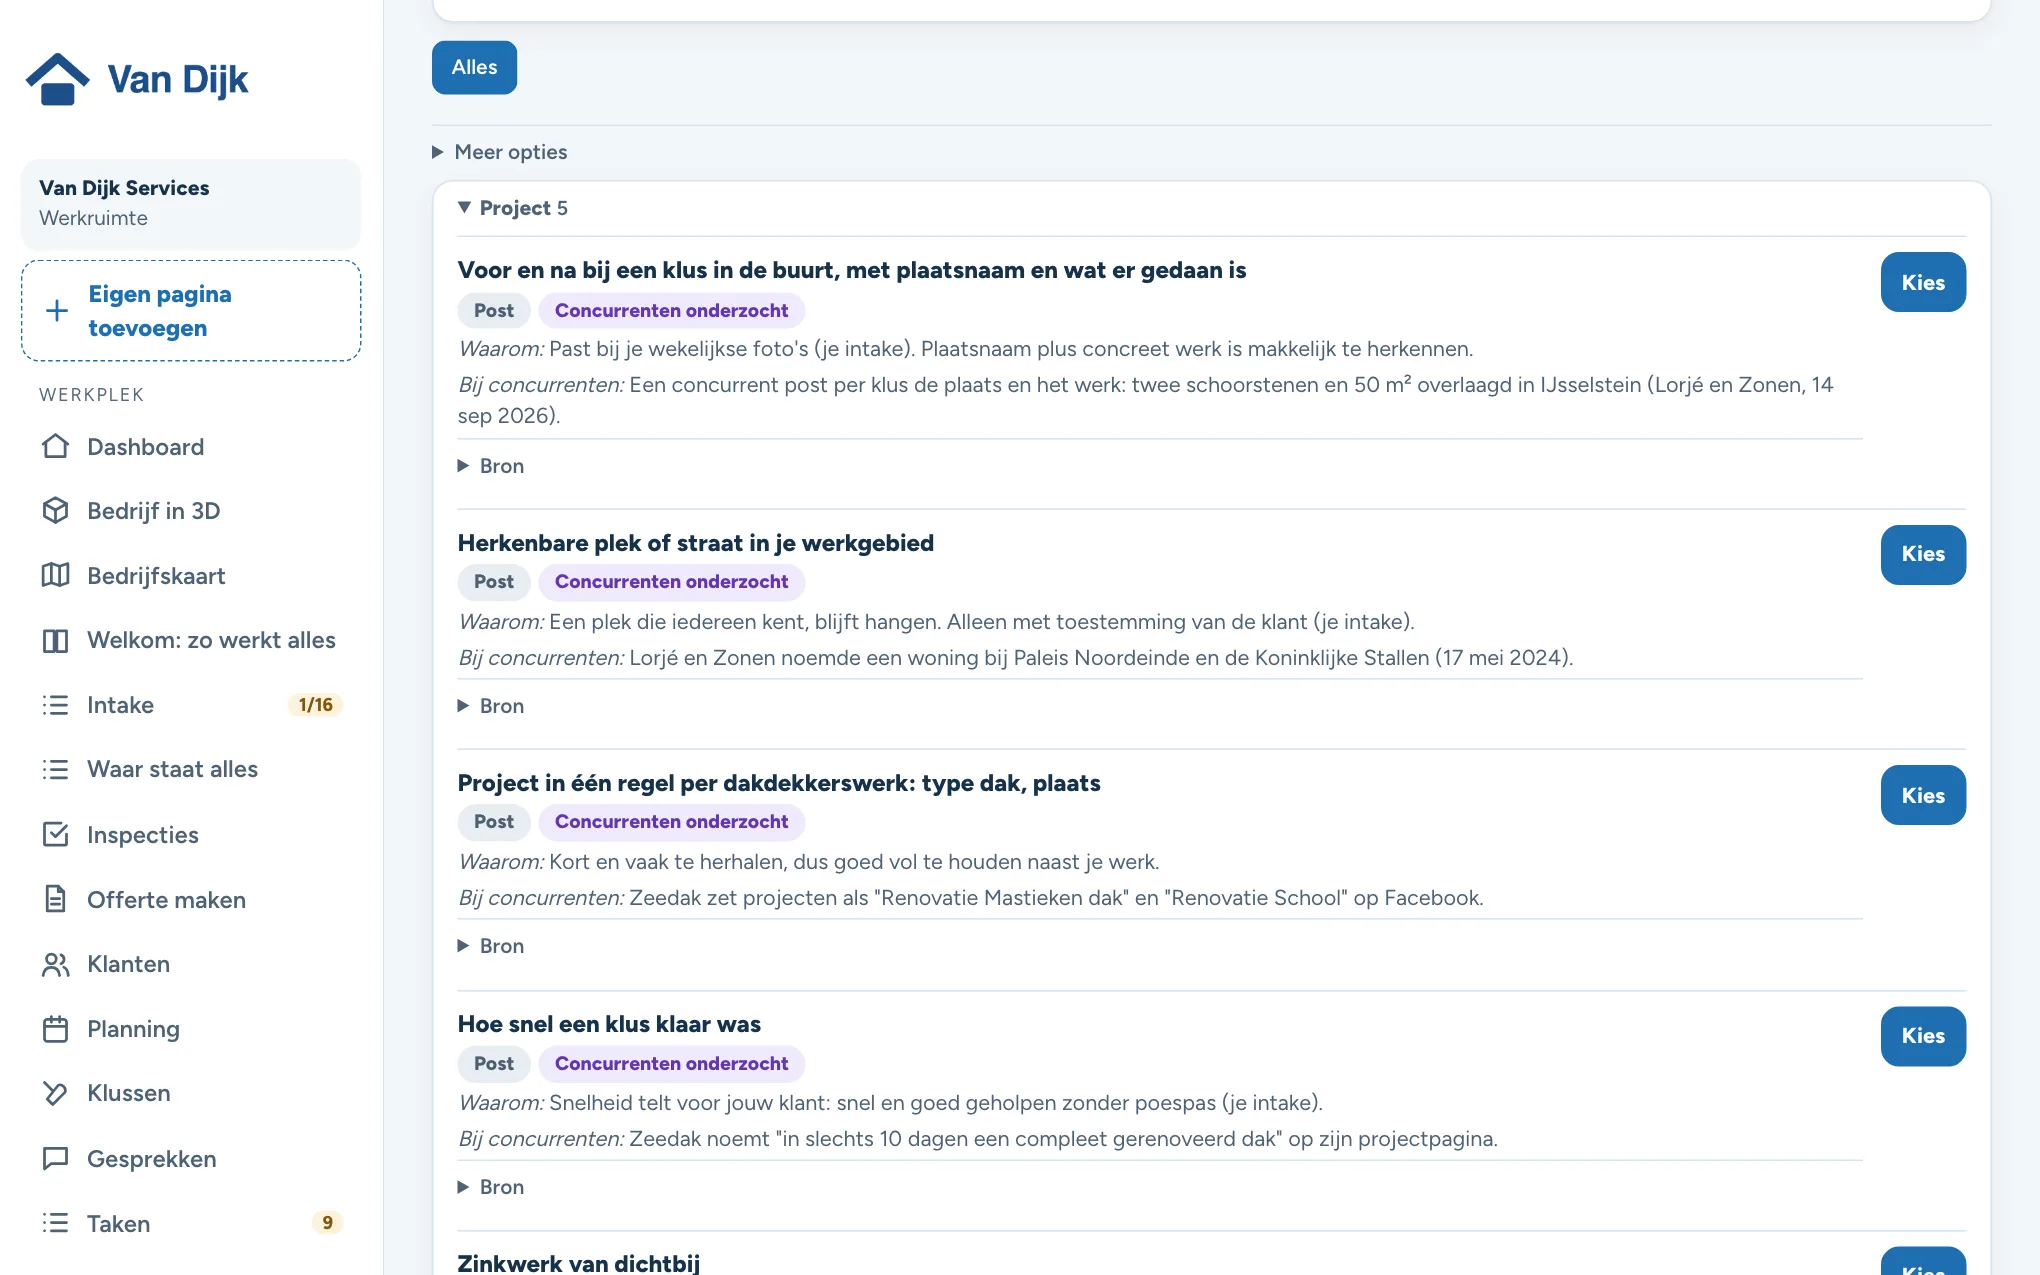 Van Dijk
Van Dijk Services
Werkruimte
Eigen pagina
toevoegen
WERKPLEK
Dashboard
Bedrijf in 3D
Bedrijfskaart
Welkom: zo werkt alles
Intake 1/16
Waar staat alles
Inspecties
Offerte maken
Klanten
Planning
Klussen
Gesprekken
Taken 9
Alles
Meer opties
Project 5
Voor en na bij een klus in de buurt, met plaatsnaam en wat er gedaan is
Kies
Post Concurrenten onderzocht
Waarom: Past bij je wekelijkse foto's (je intake). Plaatsnaam plus concreet werk is makkelijk te herkennen.
Bij concurrenten: Een concurrent post per klus de plaats en het werk: twee schoorstenen en 50 m² overlaagd in IJsselstein (Lorjé en Zonen, 14
sep 2026).
Bron
Herkenbare plek of straat in je werkgebied
Kies
Post Concurrenten onderzocht
Waarom: Een plek die iedereen kent, blijft hangen. Alleen met toestemming van de klant (je intake).
Bij concurrenten: Lorjé en Zonen noemde een woning bij Paleis Noordeinde en de Koninklijke Stallen (17 mei 2024).
Bron
Project in één regel per dakdekkerswerk: type dak, plaats
Kies
Post Concurrenten onderzocht
Waarom: Kort en vaak te herhalen, dus goed vol te houden naast je werk.
Bij concurrenten: Zeedak zet projecten als "Renovatie Mastieken dak" en "Renovatie School" op Facebook.
Bron
Hoe snel een klus klaar was
Kies
Post Concurrenten onderzocht
Waarom: Snelheid telt voor jouw klant: snel en goed geholpen zonder poespas (je intake).
Bij concurrenten: Zeedak noemt "in slechts 10 dagen een compleet gerenoveerd dak" op zijn projectpagina.
Bron
Zinkwerk van dichtbij
Kies